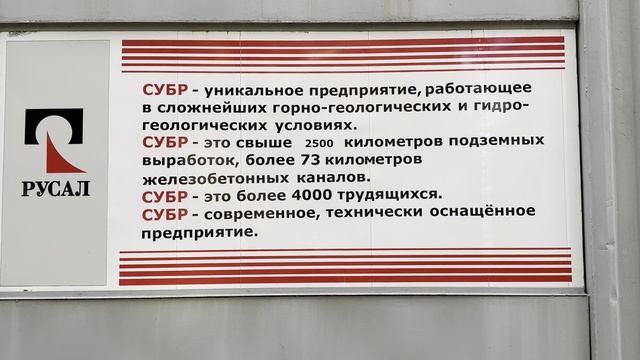 СУБР - уникальное предприятие, работающее
в сложнейших горно-геологических и гидро-
геологических условиях.
СУБР - это свыше 2500 километров подземных
выработок, более 73 километров
железобетонных каналов.
СУБР - это более 4000 трудящихся.
СУБР - современное, технически оснащённое
предприятие.
РУСАЛ